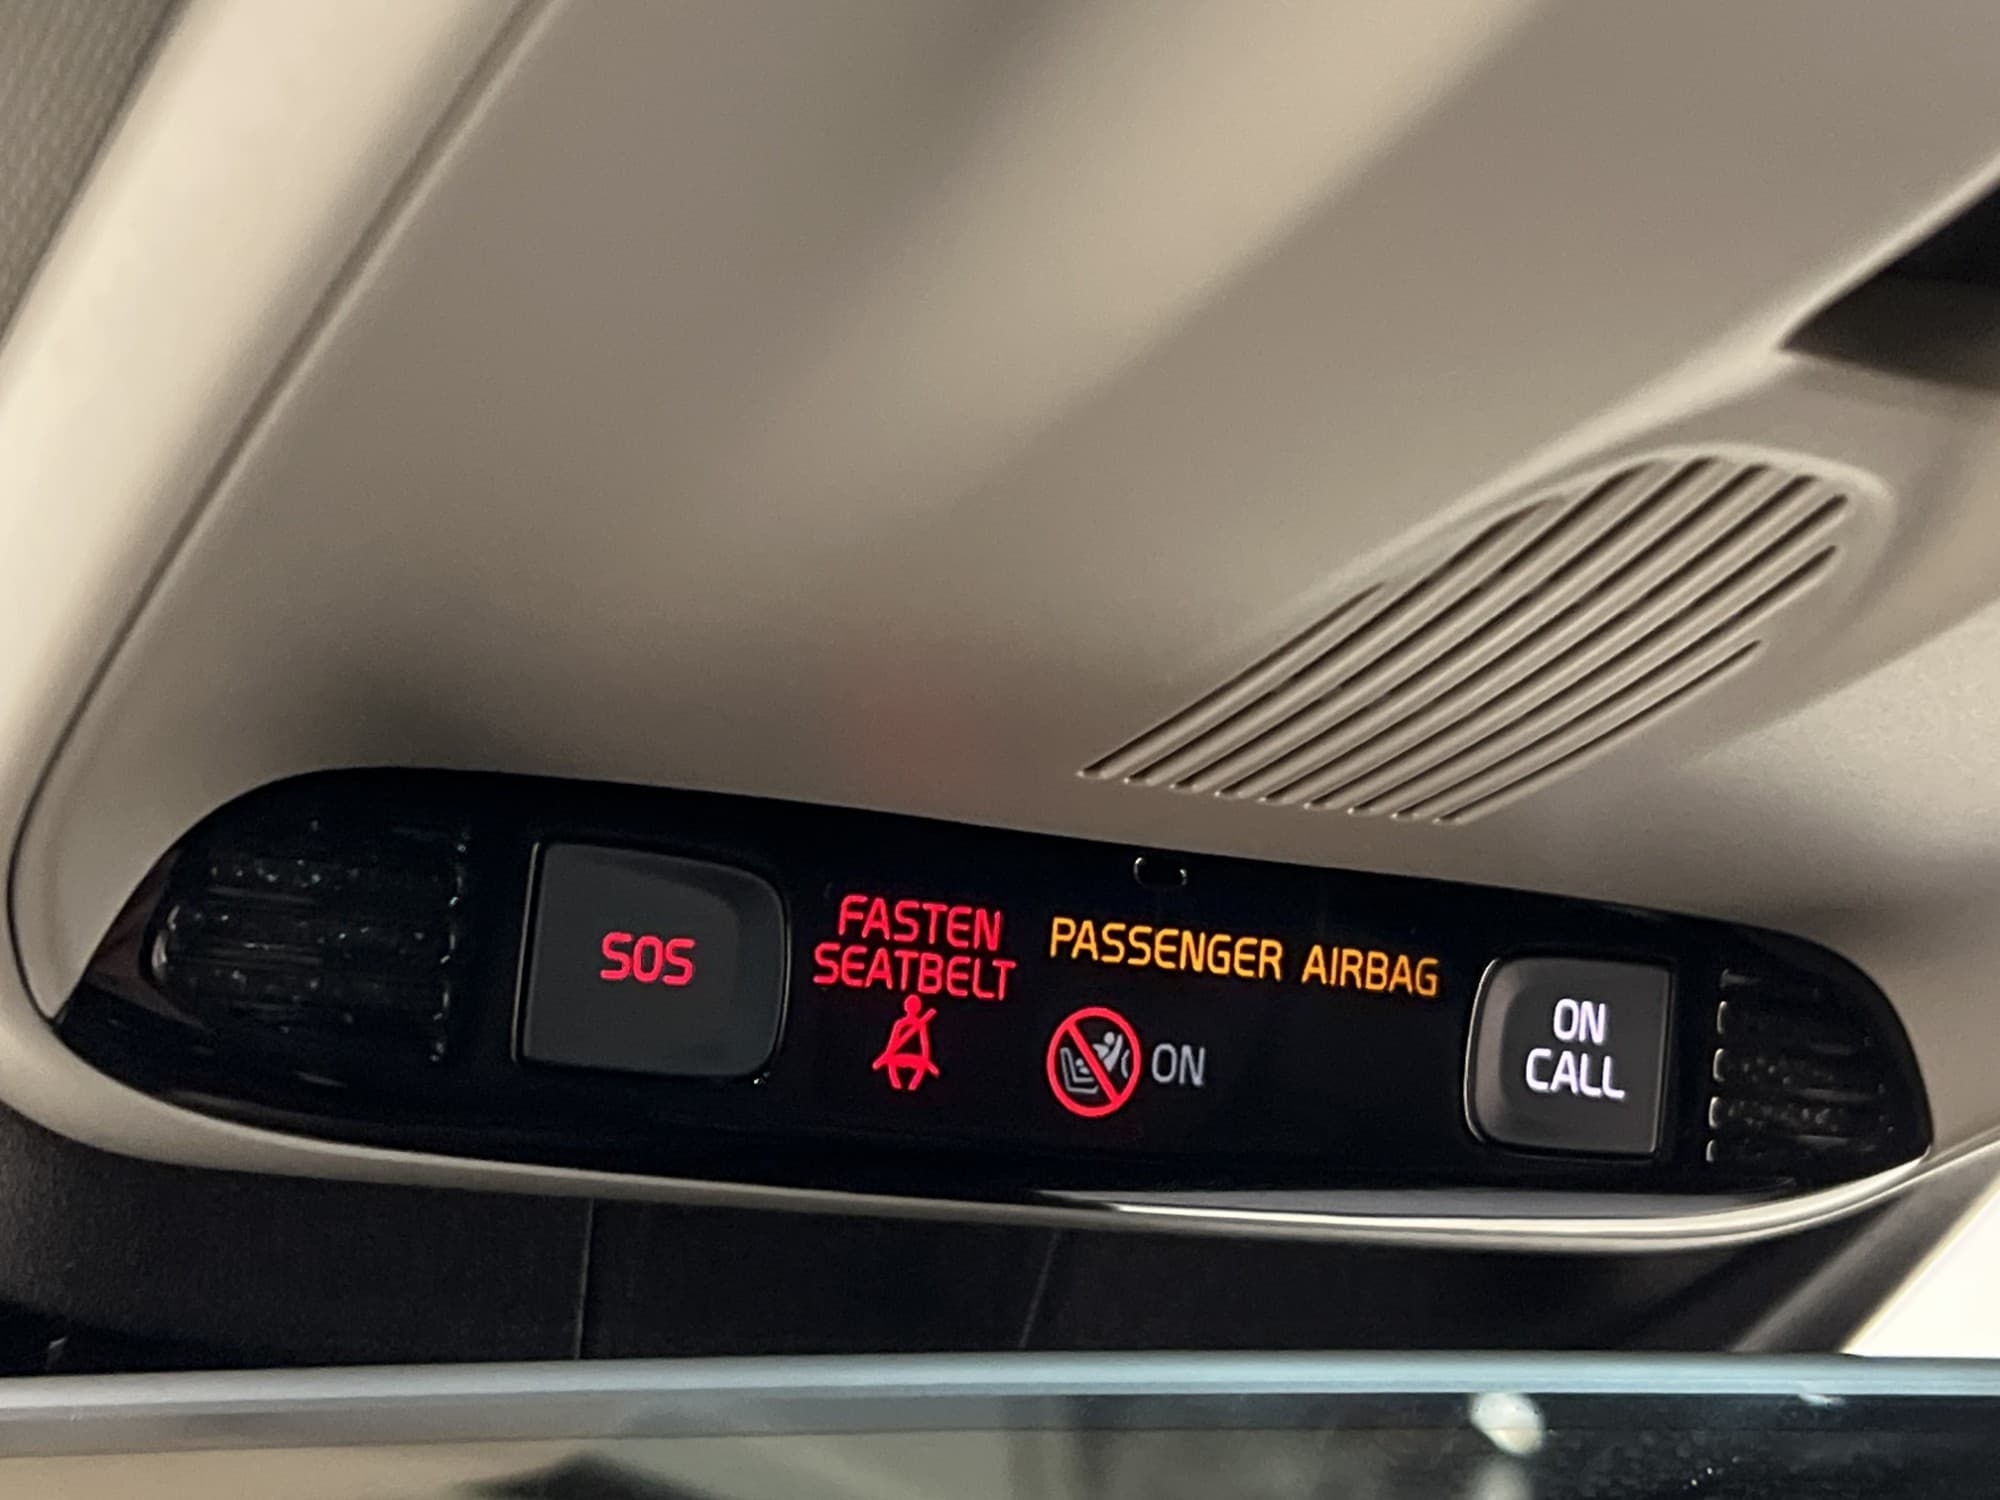 SOS
FASTEN
SEATBELT
PASSENGER AIRBAG
ON
ON
CALL